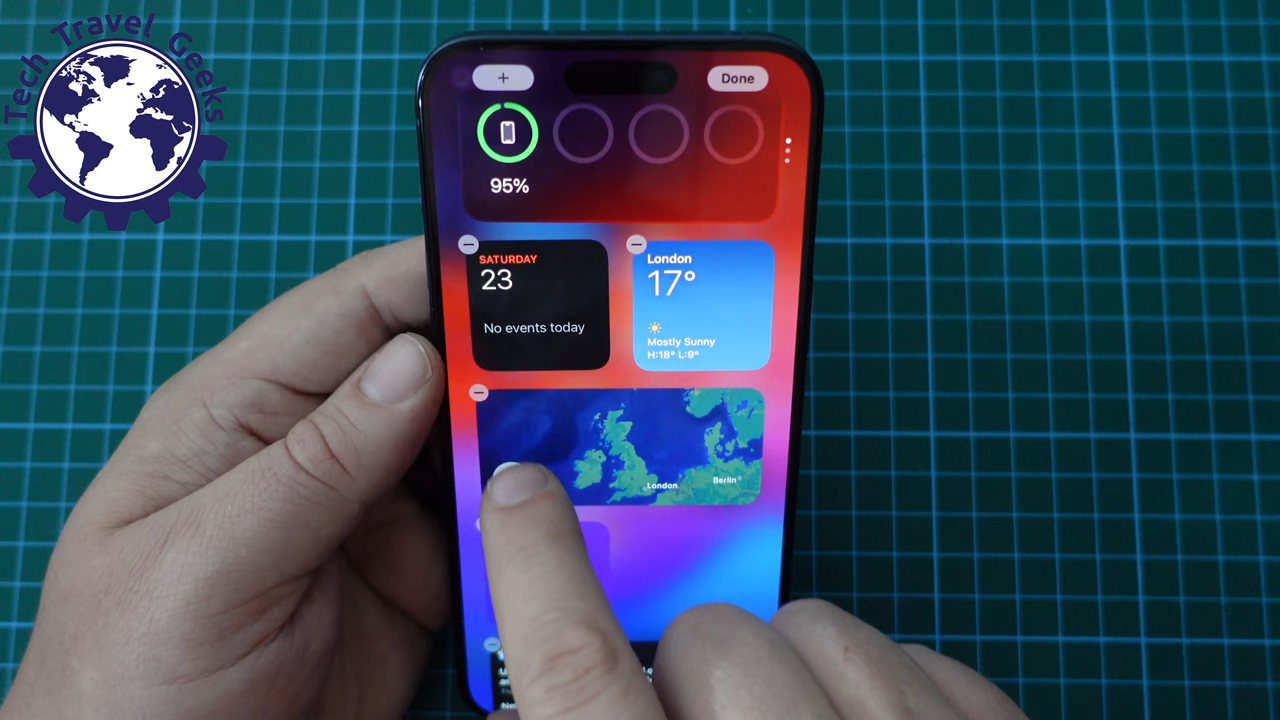 Tech Travel Geeks
+
Done
95%
SATURDAY
23
No events today
London
17°
Mostly Sunny
H:18° L:9°
London
Berlin